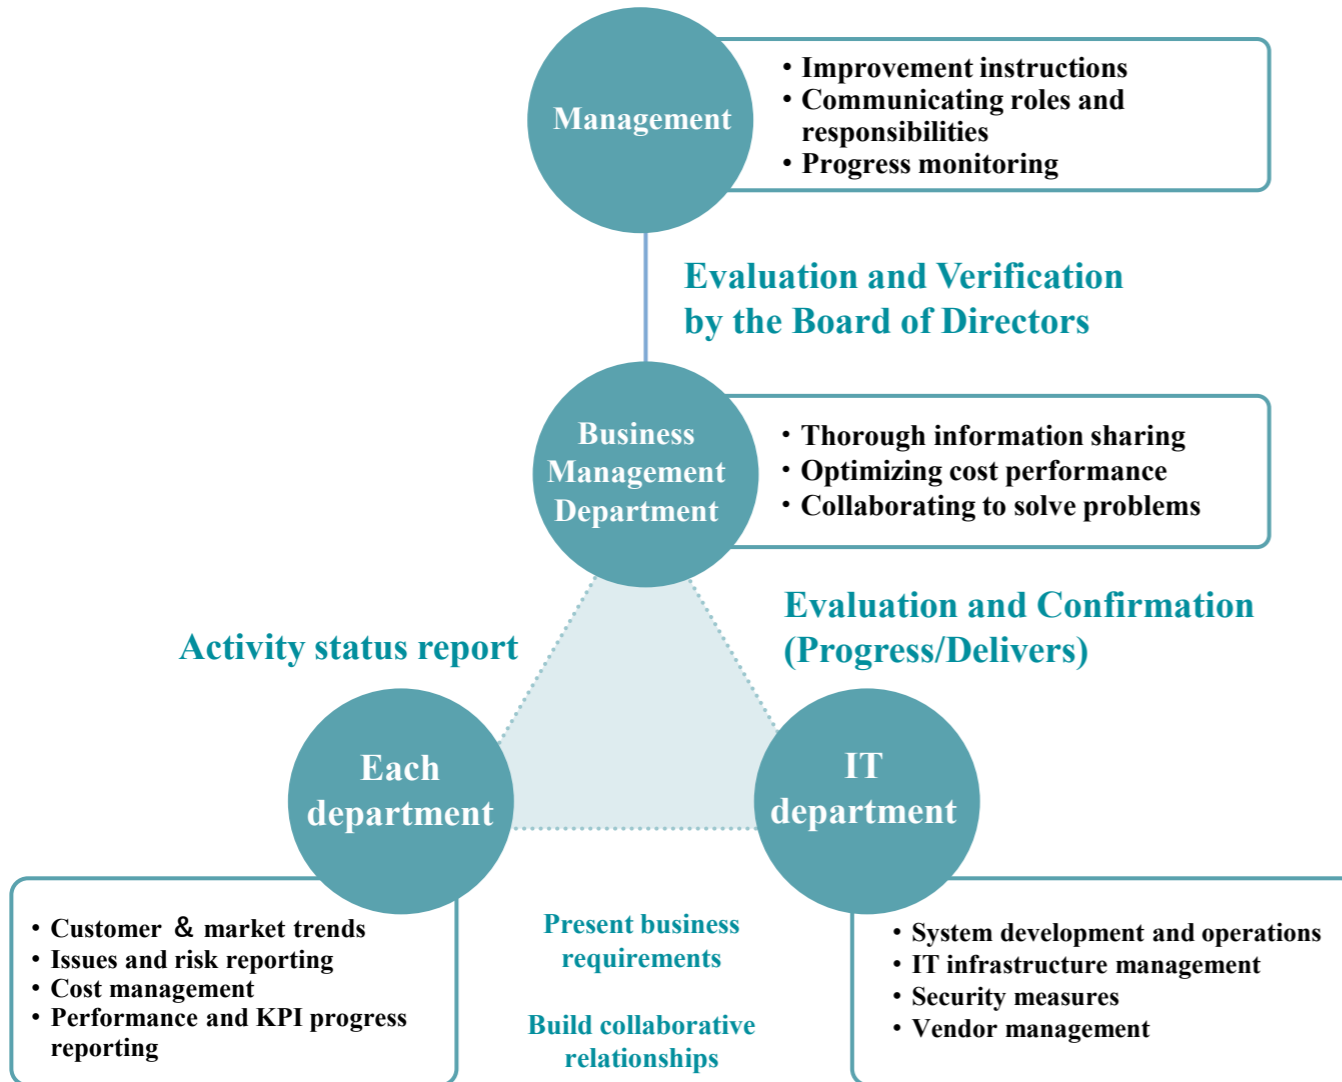 Management
・Improvement instructions
・Communicating roles and
responsibilities
・Progress monitoring
Evaluation and Verification
by the Board of Directors
Business
Management
Department
・Thorough information sharing
・Optimizing cost performance
・Collaborating to solve problems
Activity status report
Evaluation and Confirmation
(Progress/Delivers)
Each
department
IT
department
・Customer ＆ market trends
・Issues and risk reporting
・Cost management
・Performance and KPI progress
reporting
Present business
requirements
Build collaborative
relationships
・System development and operations
・IT infrastructure management
・Security measures
・Vendor management